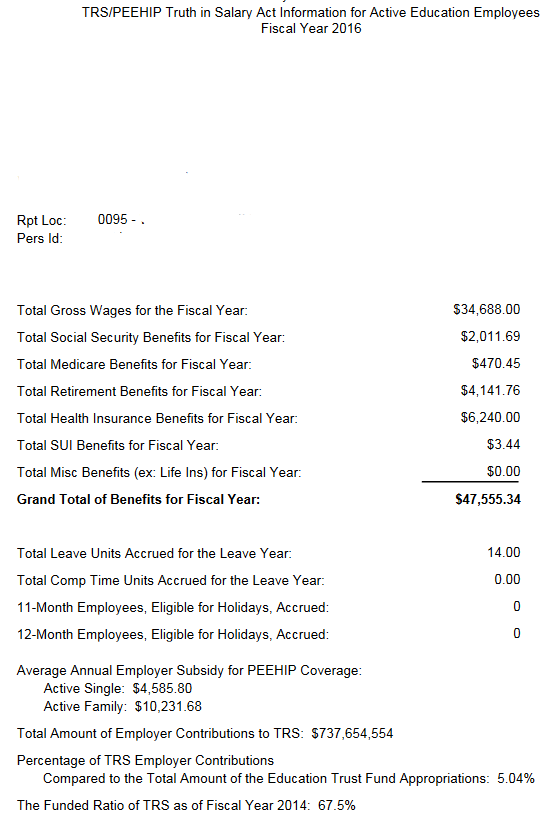 TRS/PEEHIP Truth in Salary Act Information for Active Education Employees
Fiscal Year 2016
Rpt Loc: 0095 - .
Pers Id:
Total Gross Wages for the Fiscal Year: $34,688.00
Total Social Security Benefits for Fiscal Year: $2,011.69
Total Medicare Benefits for Fiscal Year: $470.45
Total Retirement Benefits for Fiscal Year: $4,141.76
Total Health Insurance Benefits for Fiscal Year: $6,240.00
Total SUI Benefits for Fiscal Year: $3.44
Total Misc Benefits (ex: Life Ins) for Fiscal Year: $0.00
Grand Total of Benefits for Fiscal Year: $47,555.34
Total Leave Units Accrued for the Leave Year: 14.00
Total Comp Time Units Accrued for the Leave Year: 0.00
11-Month Employees, Eligible for Holidays, Accrued: 0
12-Month Employees, Eligible for Holidays, Accrued: 0
Average Annual Employer Subsidy for PEEHIP Coverage:
Active Single: $4,585.80
Active Family: $10,231.68
Total Amount of Employer Contributions to TRS: $737,654,554
Percentage of TRS Employer Contributions
Compared to the Total Amount of the Education Trust Fund Appropriations: 5.04%
The Funded Ratio of TRS as of Fiscal Year 2014: 67.5%